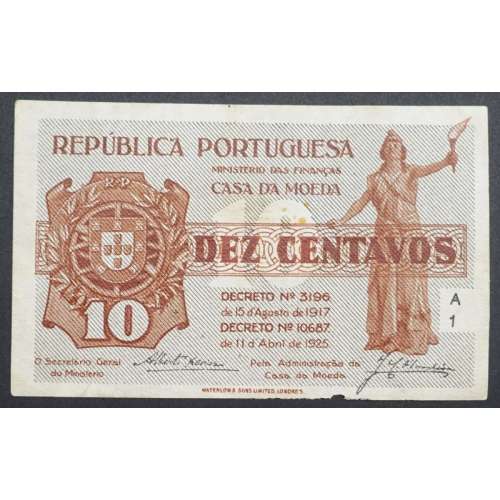 REPÚBLICA PORTUGUESA
MINISTERIO DAS FINANÇAS
CASA DA MOEDA
R.P.
DEZ CENTAVOS
10
DECRETO Nº 3196
de 15 d'Agosto de 1917
DECRETO Nº 10687
de 11 d'Abril de 1925
A
1
O Secretario Geral
do Ministerio
Pela Administração da
Casa da Moeda
WATERLOW & SONS LIMITED, LONDRES